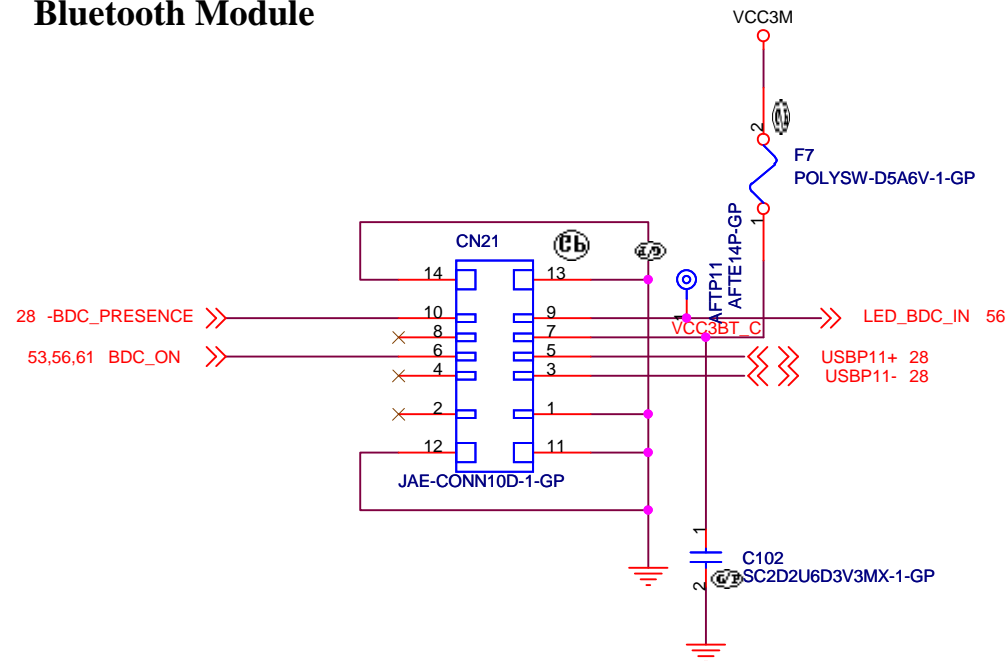 Bluetooth Module
VCC3M
2
F7
POLYSW-D5A6V-1-GP
1
AFTP11
AFTE14P-GP
CN21
14 13
28 -BDC_PRESENCE 10 9 1 LED_BDC_IN 56
8 7 VCC3BT_C
53,56,61 BDC_ON 6 5 USBP11+ 28
4 3 USBP11- 28
2 1
12 11
JAE-CONN10D-1-GP
1
C102
SC2D2U6D3V3MX-1-GP
2